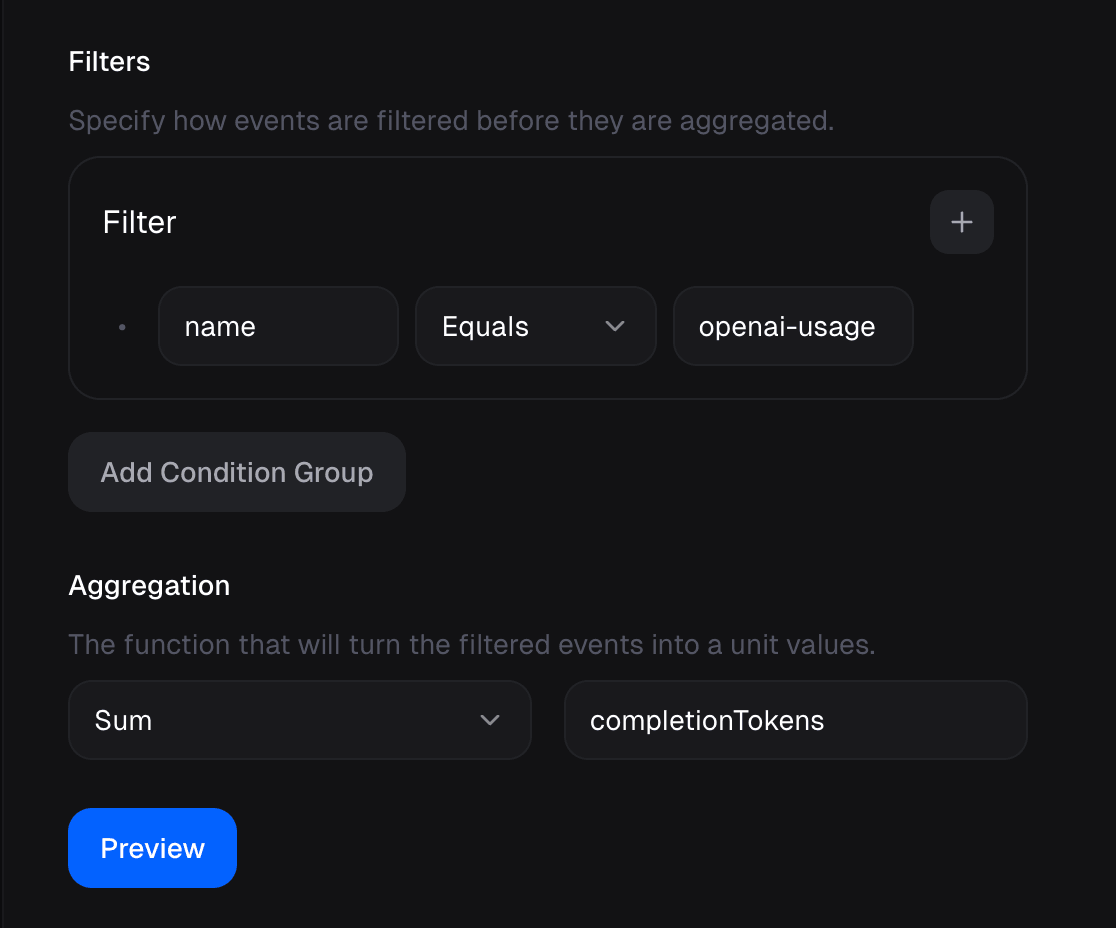 Filters
Specify how events are filtered before they are aggregated.
Filter
name Equals openai-usage
Add Condition Group
Aggregation
The function that will turn the filtered events into a unit values.
Sum completionTokens
Preview